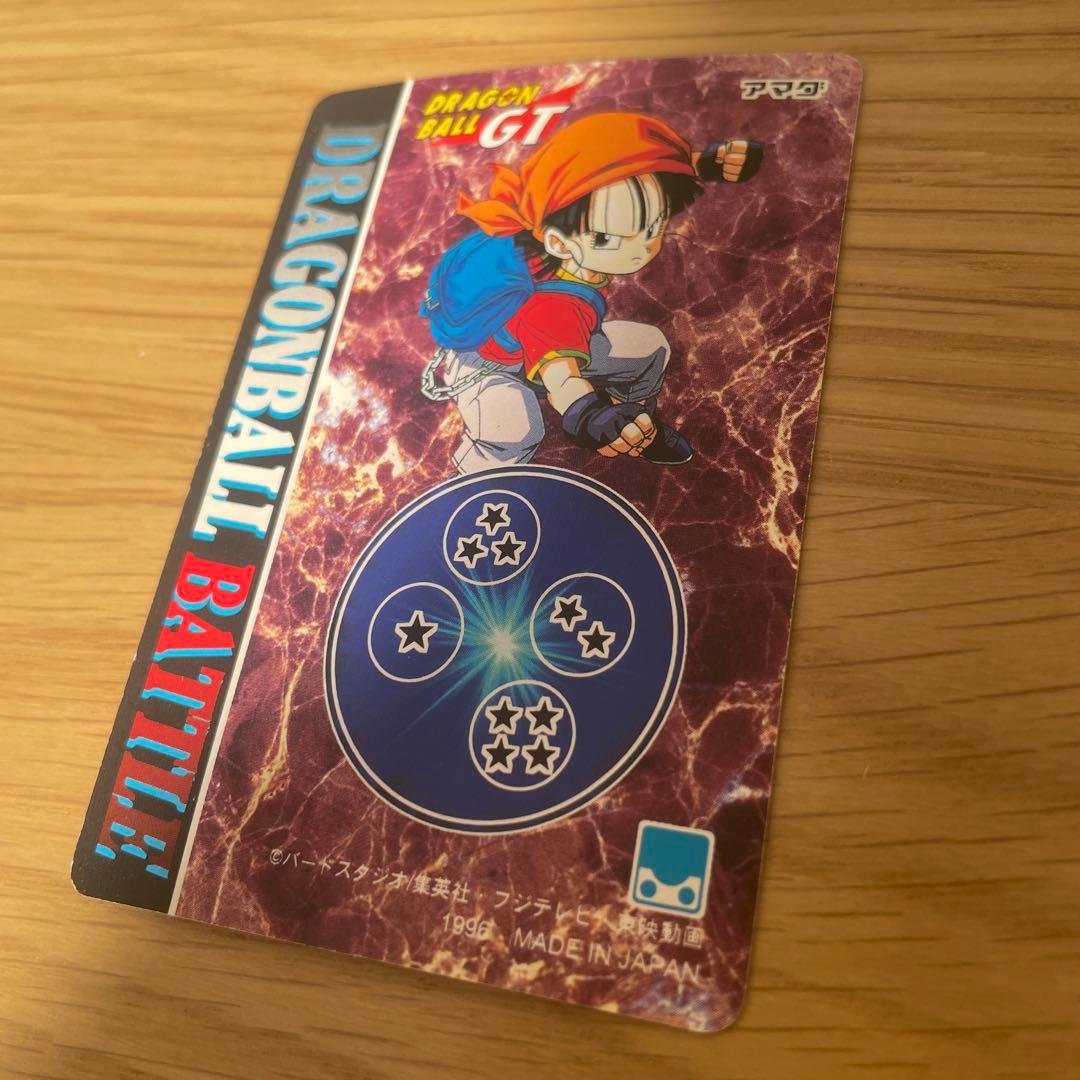 DRAGON
BALL GT
アマダ
DRAGONBALL BATTLE
©バードスタジオ/集英社・フジテレビ・東映動画
1996 MADE IN JAPAN